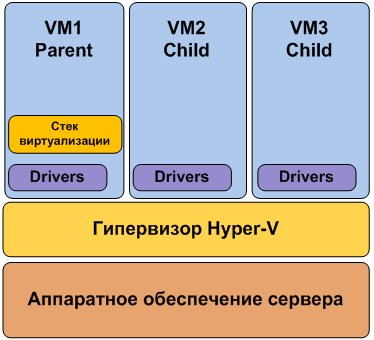 VM1
Parent
VM2
Child
VM3
Child
Стек
виртуализации
Drivers
Drivers
Drivers
Гипервизор Hyper-V
Аппаратное обеспечение сервера